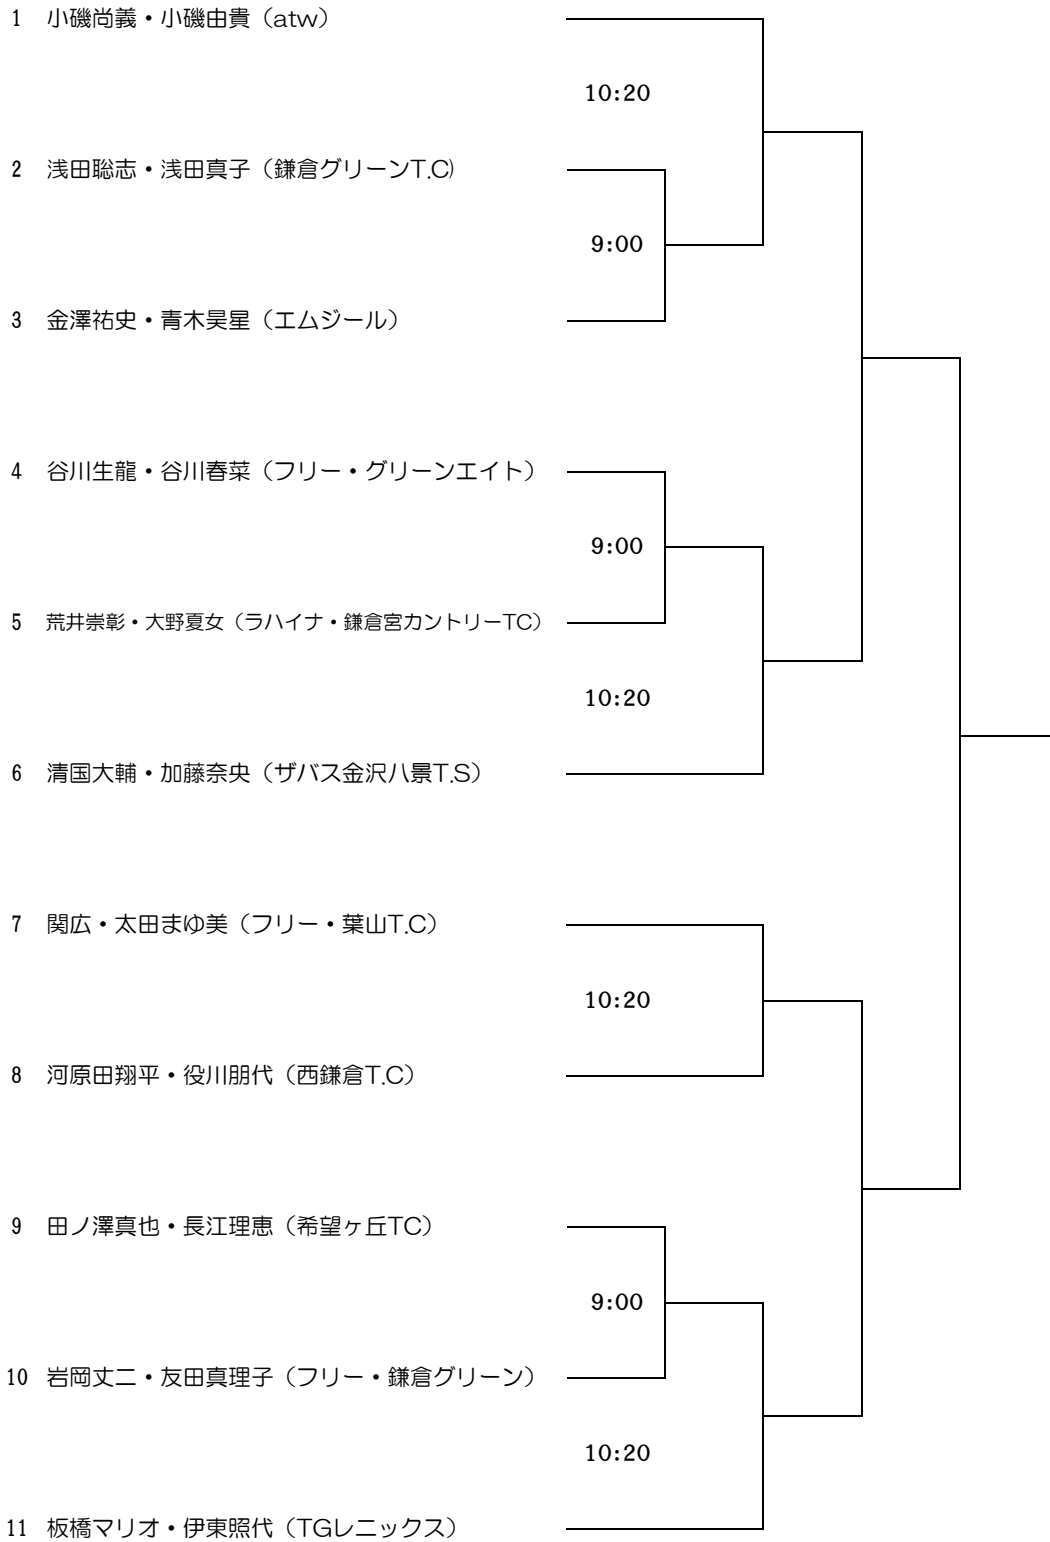 1 小磯尚義・小磯由貴（atw）
10:20
2 浅田聡志・浅田真子（鎌倉グリーンT.C)
9:00
3 金澤祐史・青木昊星（エムジール）
4 谷川生龍・谷川春菜（フリー・グリーンエイト）
9:00
5 荒井崇彰・大野夏女（ラハイナ・鎌倉宮カントリーTC）
10:20
6 清国大輔・加藤奈央（ザバス金沢八景T.S）
7 関広・太田まゆ美（フリー・葉山T.C）
10:20
8 河原田翔平・役川朋代（西鎌倉T.C）
9 田ノ澤真也・長江理恵（希望ヶ丘TC）
9:00
10 岩岡丈二・友田真理子（フリー・鎌倉グリーン）
10:20
11 板橋マリオ・伊東照代（TGレニックス）